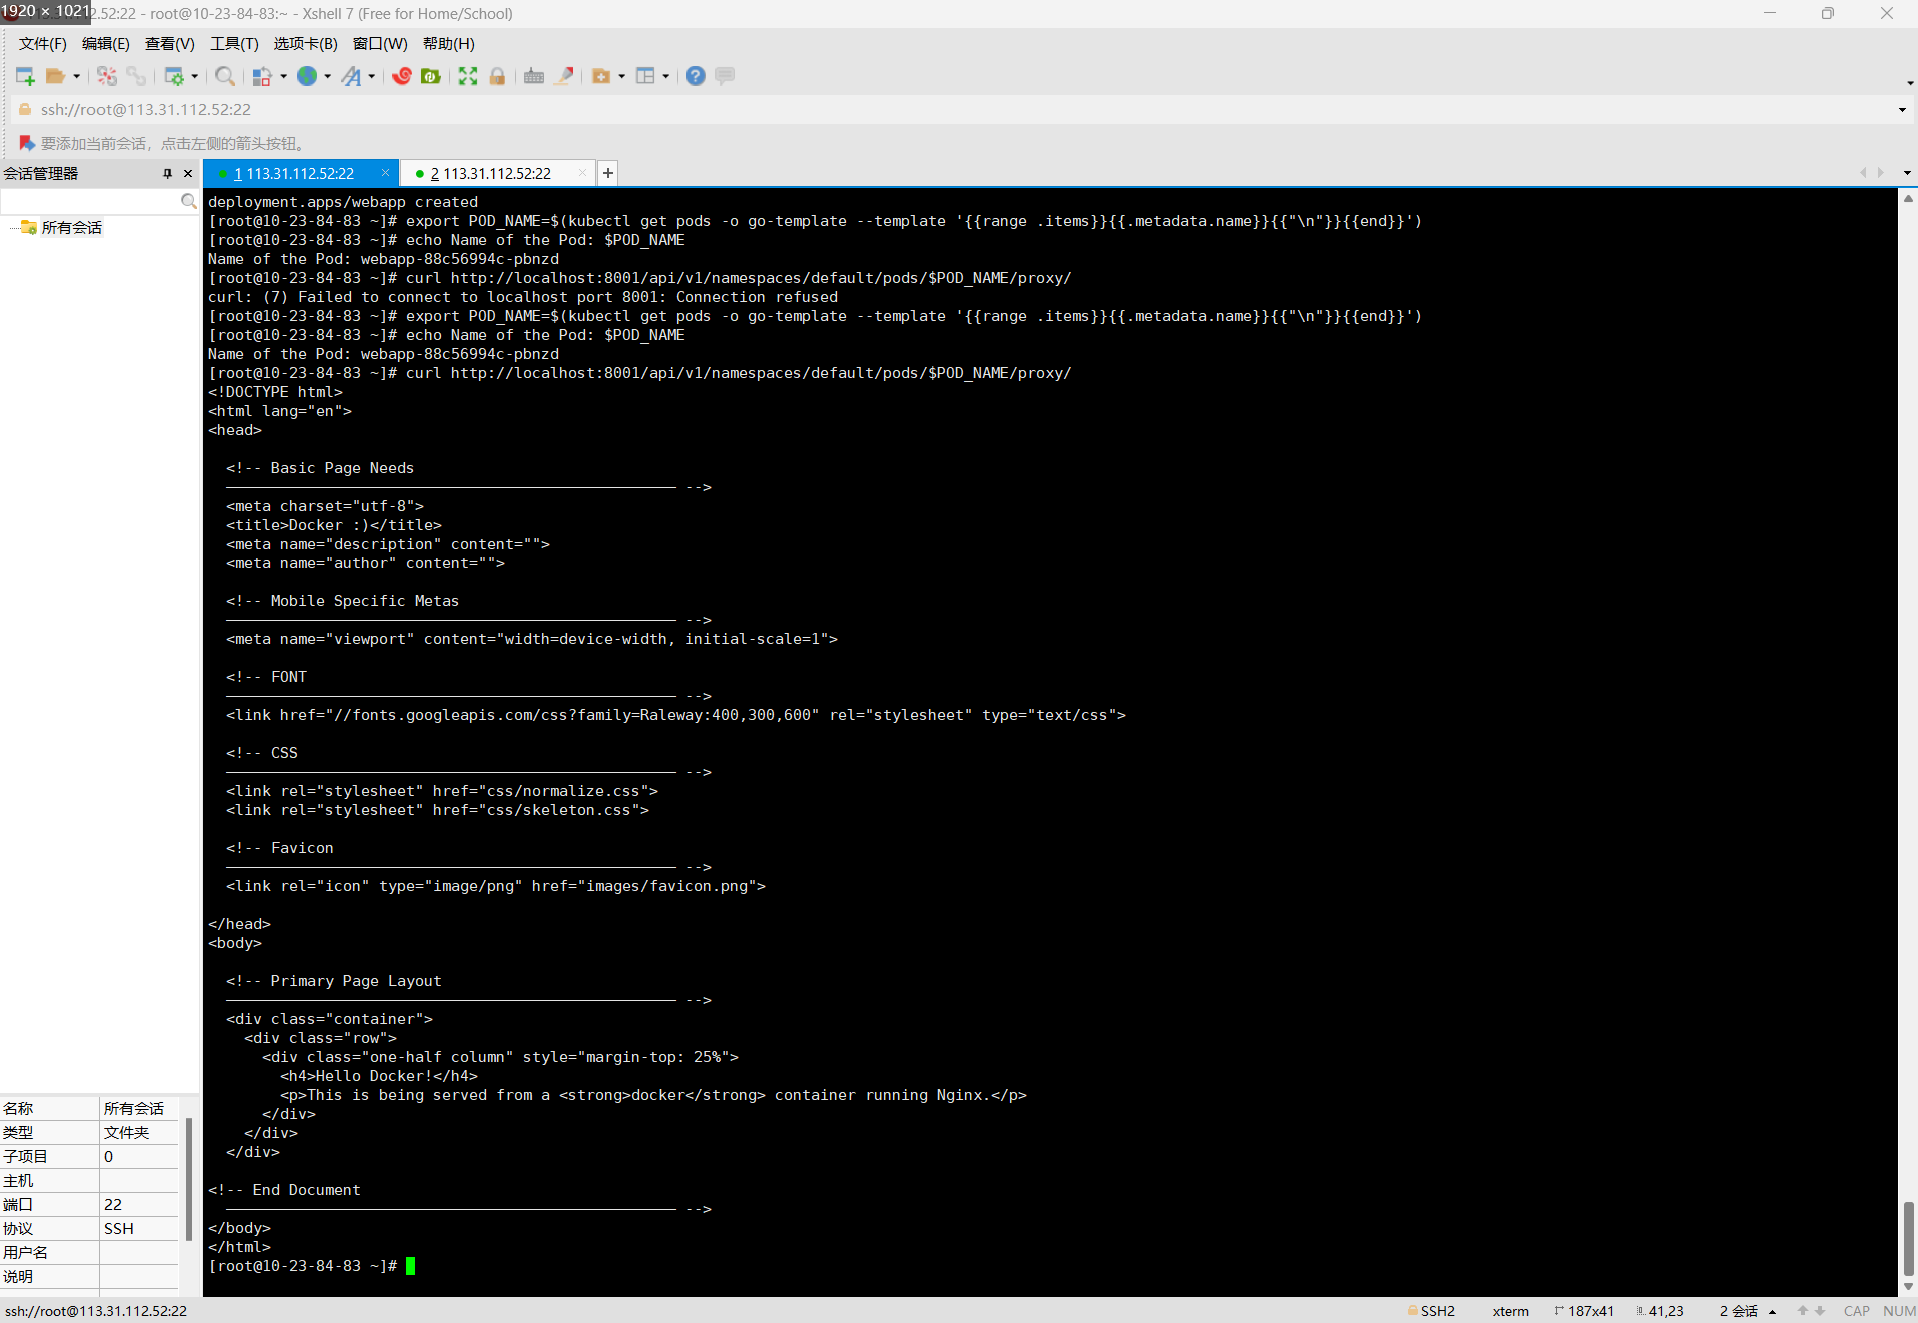 1920 × 1021
.52:22 - root@10-23-84-83:~ - Xshell 7 (Free for Home/School)
文件(F) 编辑(E) 查看(V) 工具(T) 选项卡(B) 窗口(W) 帮助(H)
ssh://root@113.31.112.52:22
要添加当前会话，点击左侧的箭头按钮。
会话管理器
所有会话
1 113.31.112.52:22
2 113.31.112.52:22
deployment.apps/webapp created
[root@10-23-84-83 ~]# export POD_NAME=$(kubectl get pods -o go-template --template '{{range .items}}{{.metadata.name}}{{"\n"}}{{end}}')
[root@10-23-84-83 ~]# echo Name of the Pod: $POD_NAME
Name of the Pod: webapp-88c56994c-pbnzd
[root@10-23-84-83 ~]# curl http://localhost:8001/api/v1/namespaces/default/pods/$POD_NAME/proxy/
curl: (7) Failed to connect to localhost port 8001: Connection refused
[root@10-23-84-83 ~]# export POD_NAME=$(kubectl get pods -o go-template --template '{{range .items}}{{.metadata.name}}{{"\n"}}{{end}}')
[root@10-23-84-83 ~]# echo Name of the Pod: $POD_NAME
Name of the Pod: webapp-88c56994c-pbnzd
[root@10-23-84-83 ~]# curl http://localhost:8001/api/v1/namespaces/default/pods/$POD_NAME/proxy/
<!DOCTYPE html>
<html lang="en">
<head>
<!-- Basic Page Needs
–––––––––––––––––––––––––––––––––––––––––––––––––– -->
<meta charset="utf-8">
<title>Docker :)</title>
<meta name="description" content="">
<meta name="author" content="">
<!-- Mobile Specific Metas
–––––––––––––––––––––––––––––––––––––––––––––––––– -->
<meta name="viewport" content="width=device-width, initial-scale=1">
<!-- FONT
–––––––––––––––––––––––––––––––––––––––––––––––––– -->
<link href="//fonts.googleapis.com/css?family=Raleway:400,300,600" rel="stylesheet" type="text/css">
<!-- CSS
–––––––––––––––––––––––––––––––––––––––––––––––––– -->
<link rel="stylesheet" href="css/normalize.css">
<link rel="stylesheet" href="css/skeleton.css">
<!-- Favicon
–––––––––––––––––––––––––––––––––––––––––––––––––– -->
<link rel="icon" type="image/png" href="images/favicon.png">
</head>
<body>
<!-- Primary Page Layout
–––––––––––––––––––––––––––––––––––––––––––––––––– -->
<div class="container">
<div class="row">
<div class="one-half column" style="margin-top: 25%">
<h4>Hello Docker!</h4>
<p>This is being served from a <strong>docker</strong> container running Nginx.</p>
</div>
</div>
</div>
<!-- End Document
–––––––––––––––––––––––––––––––––––––––––––––––––– -->
</body>
</html>
[root@10-23-84-83 ~]#
名称 所有会话
类型 文件夹
子项目 0
主机
端口 22
协议 SSH
用户名
说明
ssh://root@113.31.112.52:22 SSH2 xterm 187x41 41,23 2 会话 CAP NUM